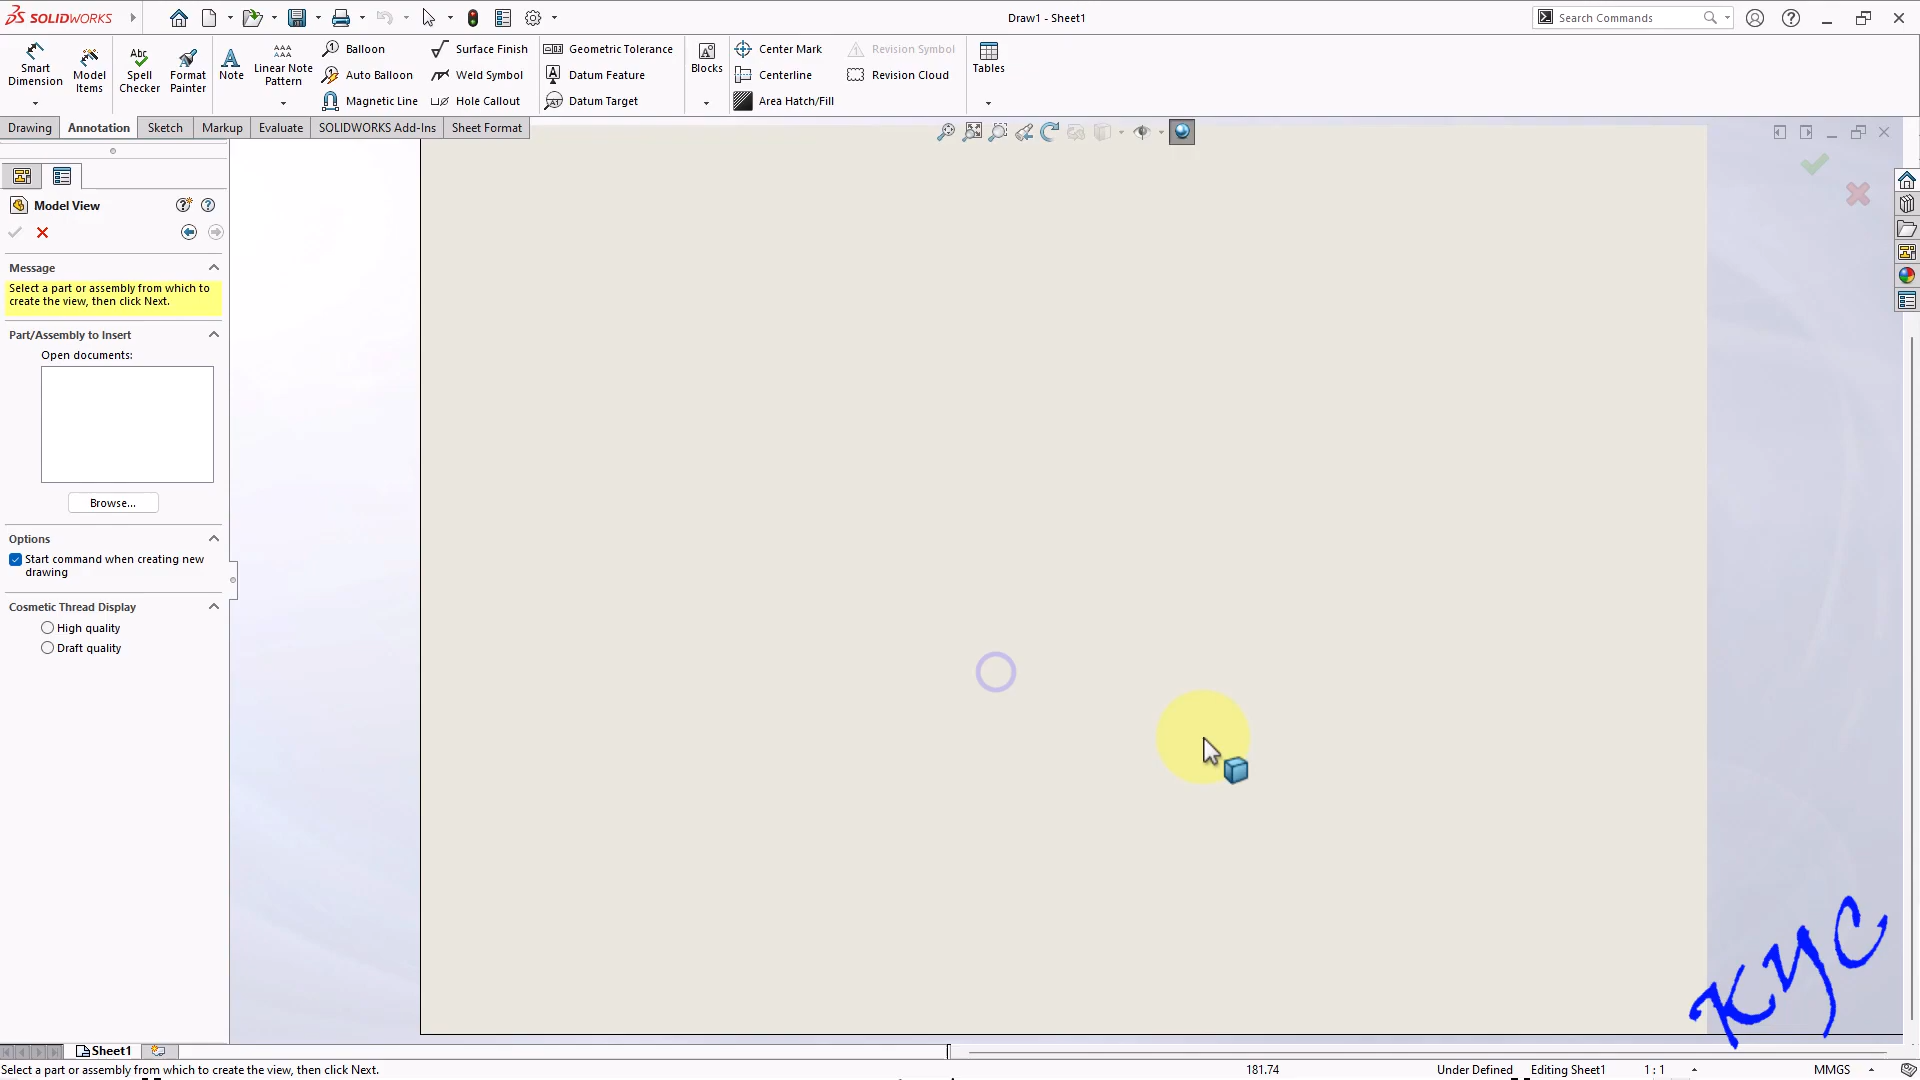 SOLIDWORKS
Draw1 - Sheet1
Search Commands
Smart Dimension
Model Items
Spell Checker
Format Painter
Note
Linear Note Pattern
Balloon
Auto Balloon
Magnetic Line
Surface Finish
Weld Symbol
Hole Callout
Geometric Tolerance
Datum Feature
Datum Target
Blocks
Center Mark
Centerline
Area Hatch/Fill
Revision Symbol
Revision Cloud
Tables
Drawing
Annotation
Sketch
Markup
Evaluate
SOLIDWORKS Add-Ins
Sheet Format
Model View
Message
Select a part or assembly from which to
create the view, then click Next.
Part/Assembly to Insert
Open documents:
Browse...
Options
Start command when creating new
drawing
Cosmetic Thread Display
High quality
Draft quality
KYC
Sheet1
Select a part or assembly from which to create the view, then click Next.
181.74
Under Defined
Editing Sheet1
1 : 1
MMGS